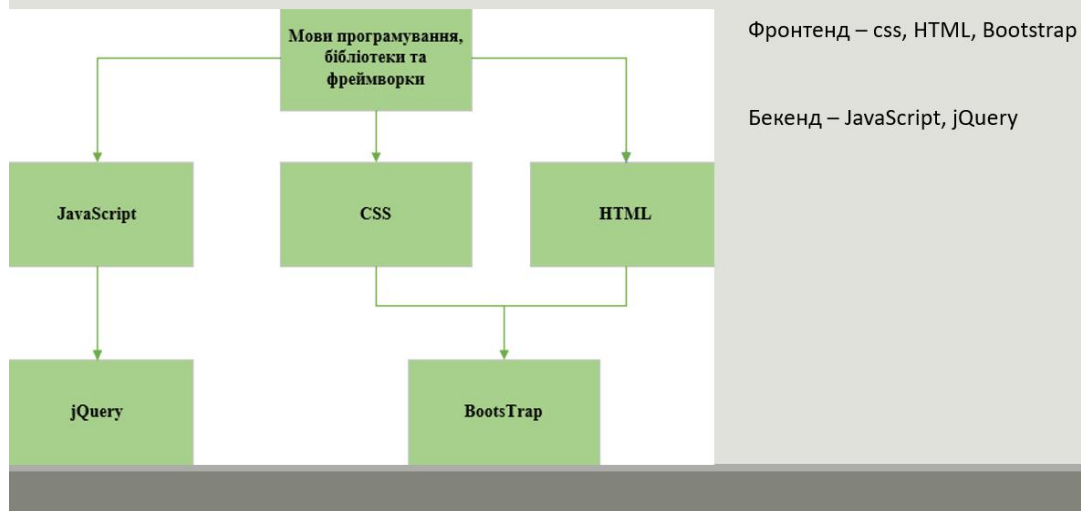 Мови програмування,
бібліотеки та
фреймворки
JavaScript
CSS
HTML
jQuery
BootsTrap
Фронтенд – css, HTML, Bootstrap
Бекенд – JavaScript, jQuery